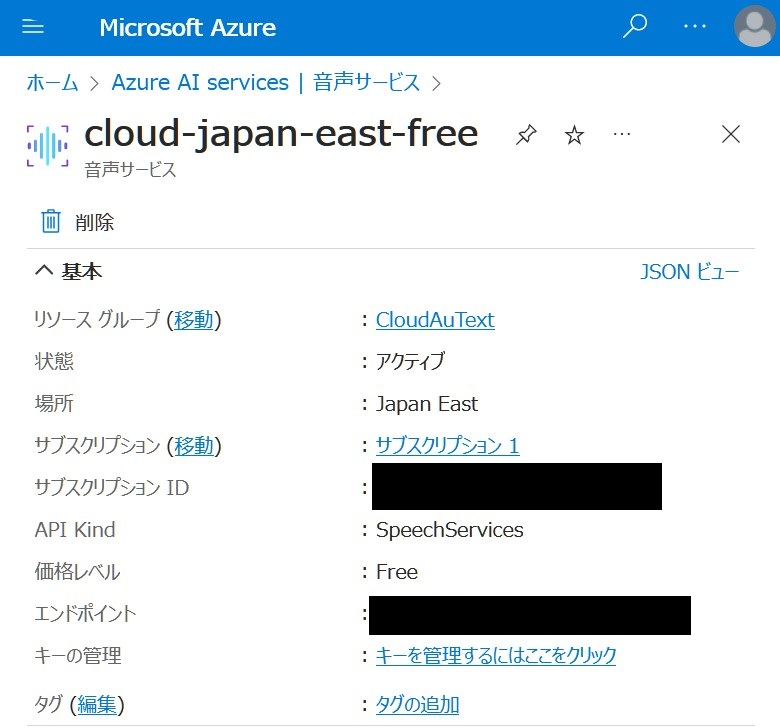 Microsoft Azure
ホーム > Azure AI services | 音声サービス >
cloud-japan-east-free
音声サービス
削除
基本
JSON ビュー
リソース グループ (移動) : CloudAuText
状態 : アクティブ
場所 : Japan East
サブスクリプション (移動) : サブスクリプション 1
サブスクリプション ID :
API Kind : SpeechServices
価格レベル : Free
エンドポイント :
キーの管理 : キーを管理するにはここをクリック
タグ (編集) : タグの追加